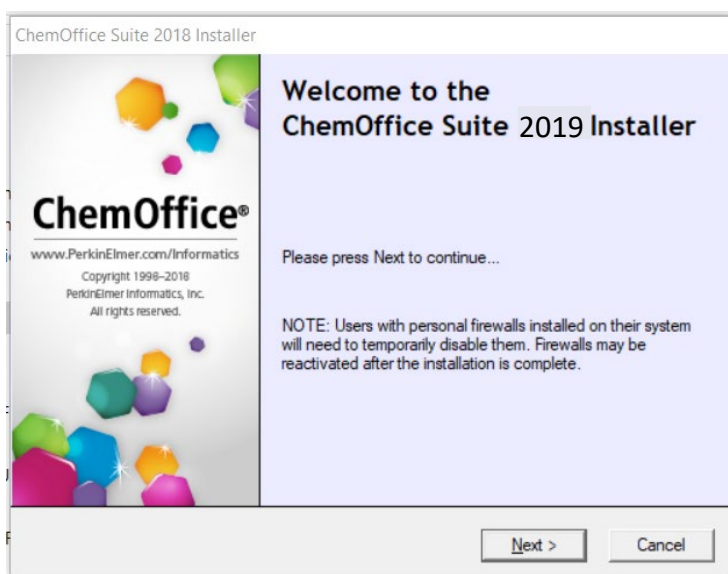 ChemOffice Suite 2018 Installer
Welcome to the
ChemOffice Suite 2019 Installer
ChemOffice®
www.PerkinElmer.com/Informatics
Copyright 1998–2018
PerkinElmer Informatics, Inc.
All rights reserved.
Please press Next to continue...
NOTE: Users with personal firewalls installed on their system
will need to temporarily disable them. Firewalls may be
reactivated after the installation is complete.
Next >
Cancel